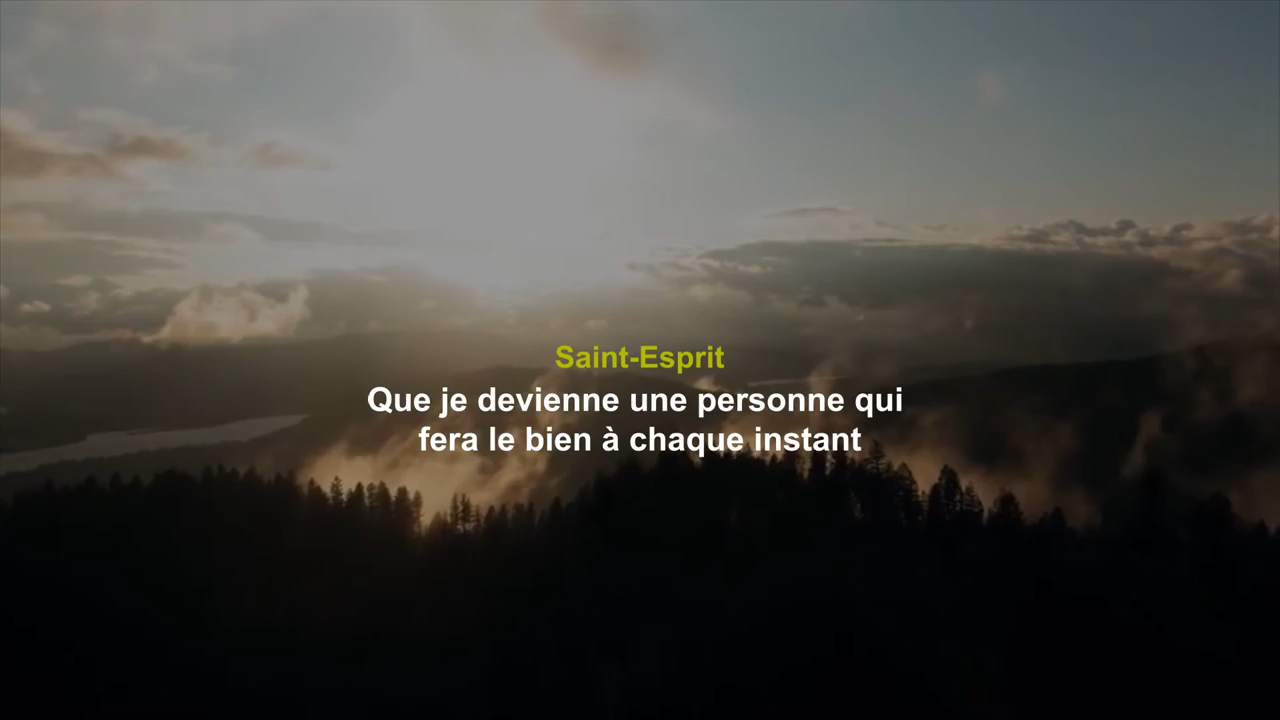 Saint-Esprit
Que je devienne une personne qui
fera le bien à chaque instant